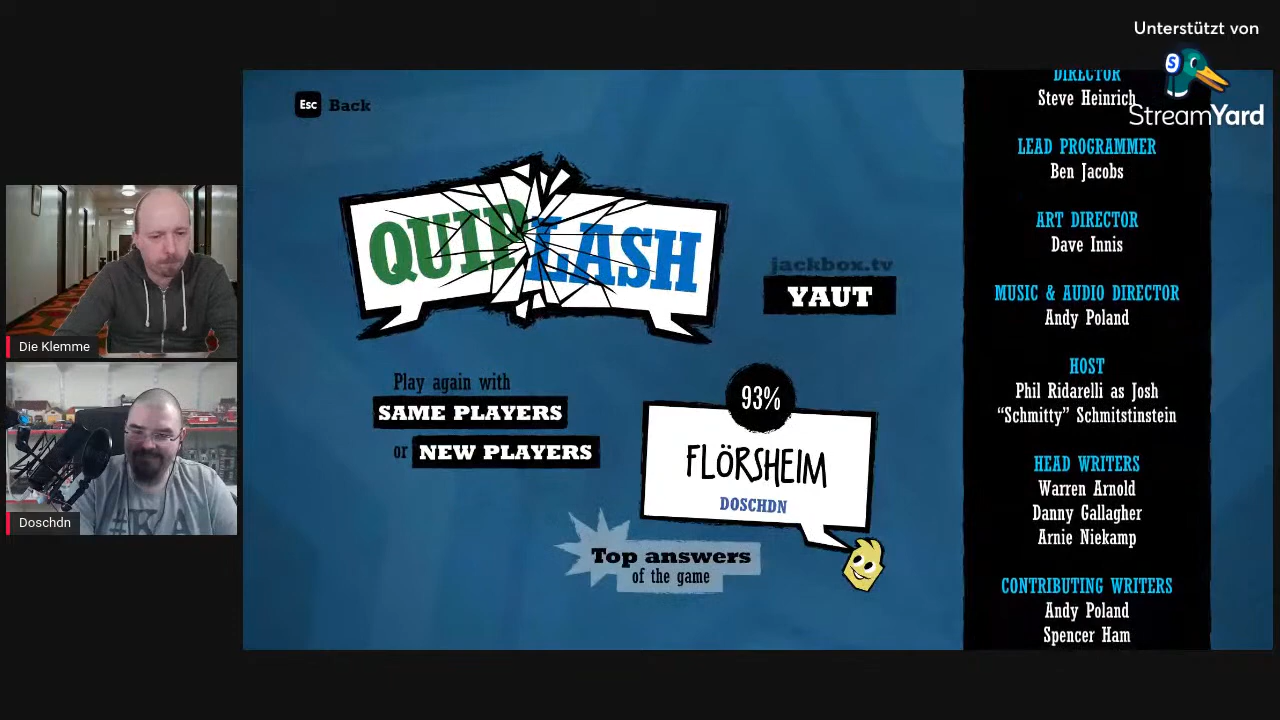 Unterstützt von
StreamYard
Esc Back
QUIPLASH
jackbox.tv
YAUT
Play again with
SAME PLAYERS
or NEW PLAYERS
93%
FLÖRSHEIM
DOSCHDN
Top answers
of the game
DIRECTOR
Steve Heinrich
LEAD PROGRAMMER
Ben Jacobs
ART DIRECTOR
Dave Innis
MUSIC & AUDIO DIRECTOR
Andy Poland
HOST
Phil Ridarelli as Josh
“Schmitty” Schmitstinstein
HEAD WRITERS
Warren Arnold
Danny Gallagher
Arnie Niekamp
CONTRIBUTING WRITERS
Andy Poland
Spencer Ham
Die Klemme
Doschdn